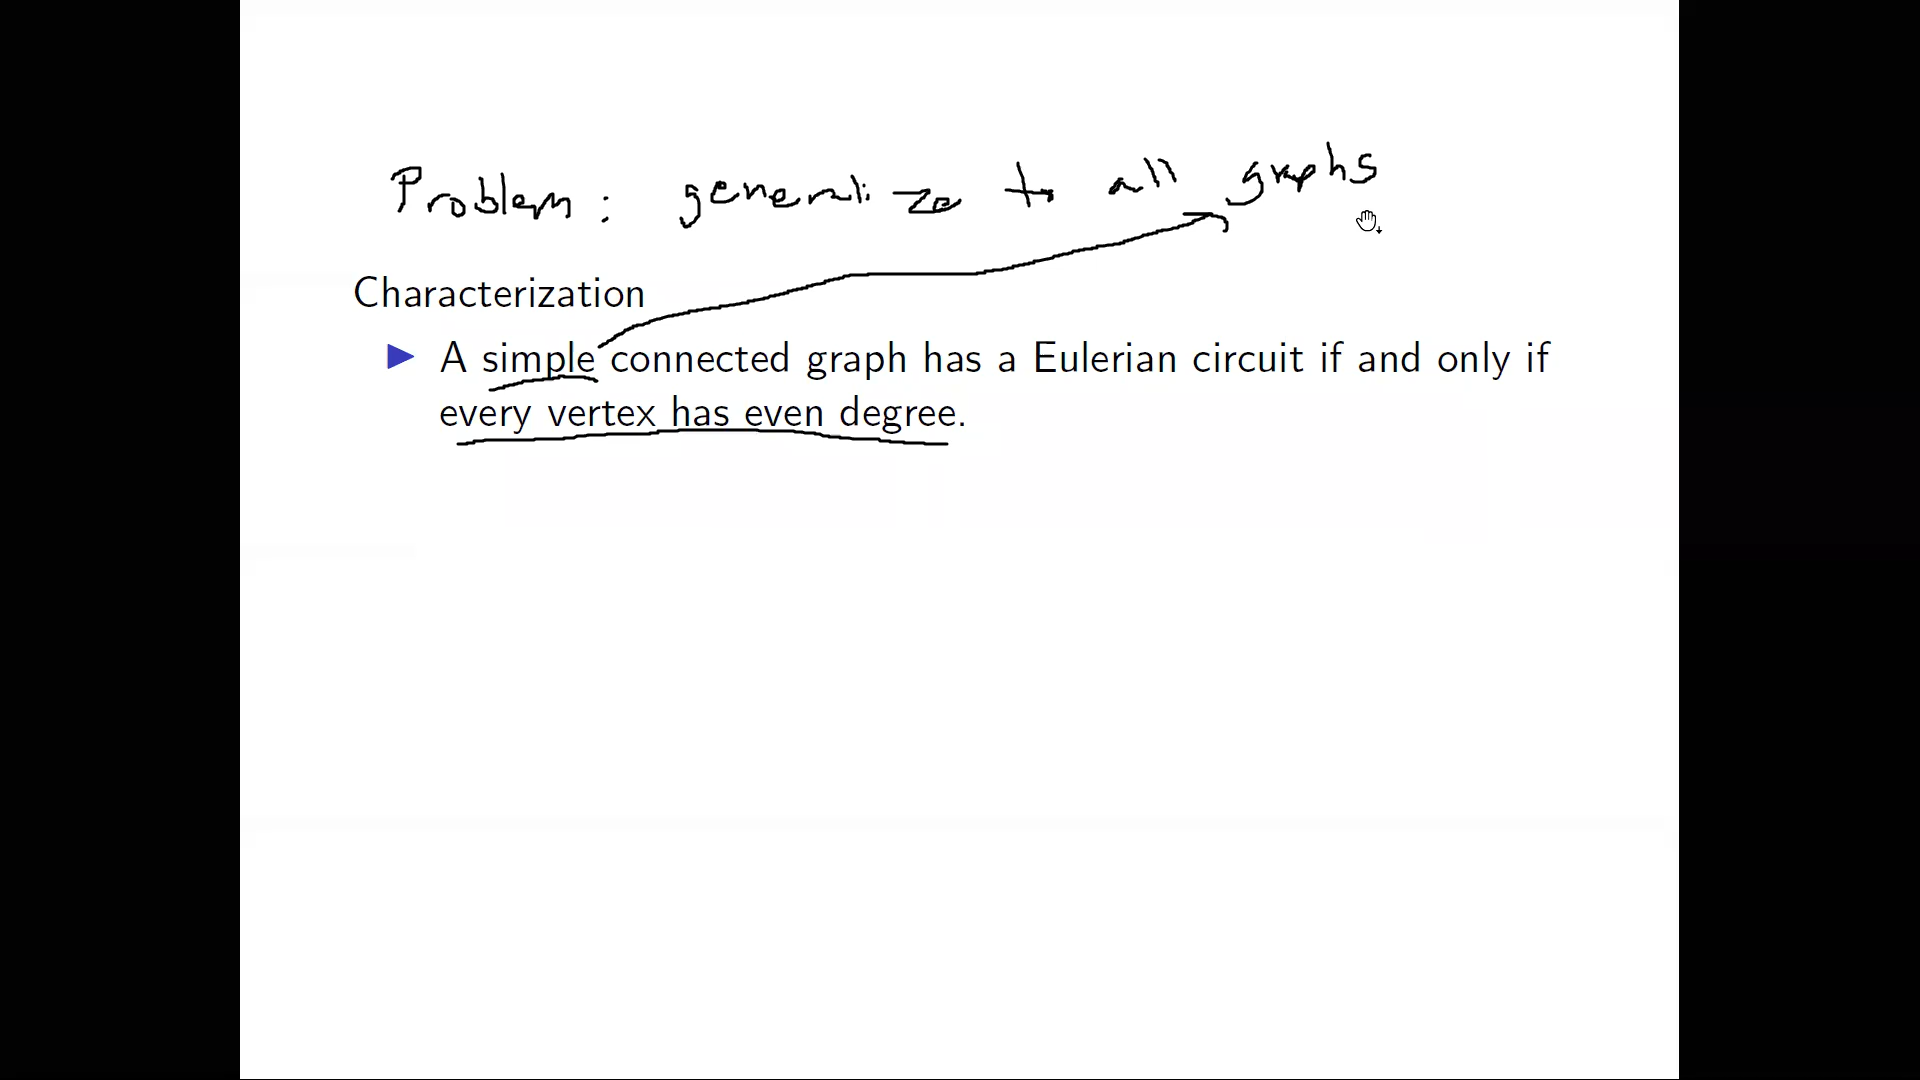 Problem: generalize to all graphs
Characterization
A simple connected graph has a Eulerian circuit if and only if
every vertex has even degree.